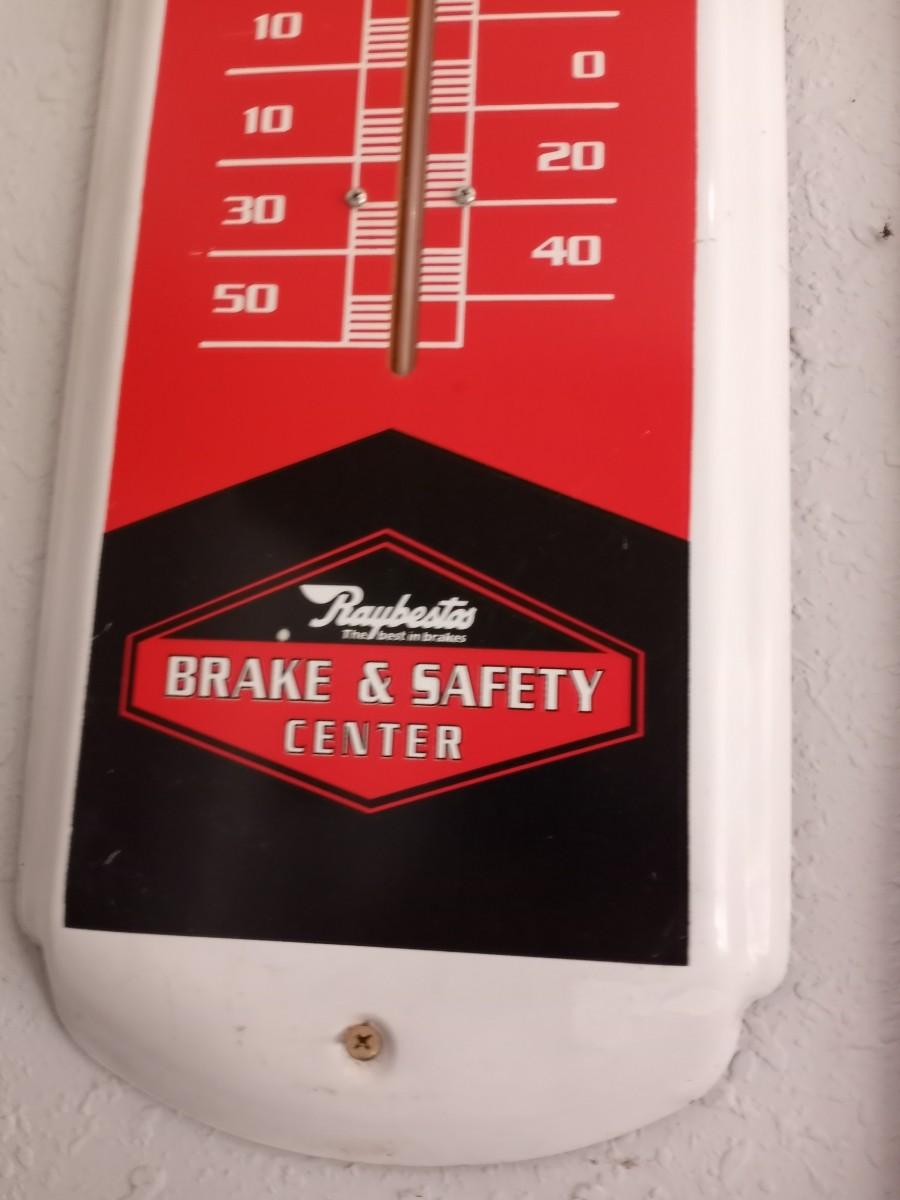 10
0
10
20
30
40
50
Raybestos
The best in brakes
BRAKE & SAFETY
CENTER